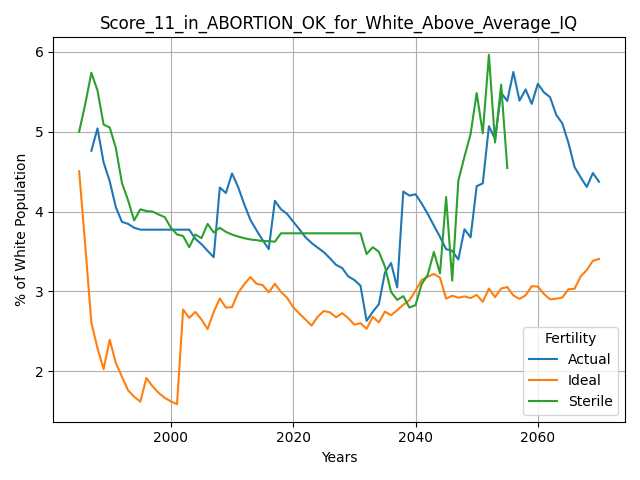 Score_11_in_ABORTION_OK_for_White_Above_Average_IQ
% of White Population
6
5
4
3
2
2000
2020
2040
2060
Years
Fertility
Actual
Ideal
Sterile